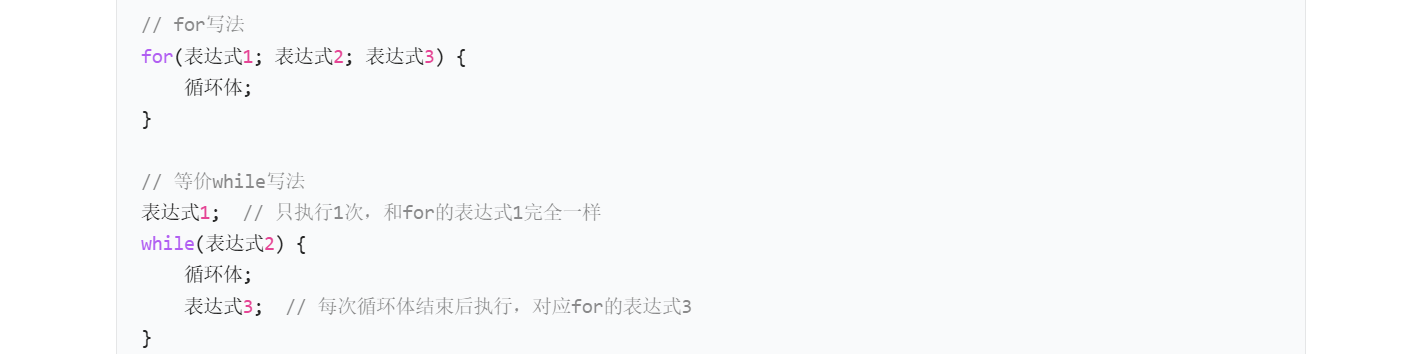 // for写法
for(表达式1; 表达式2; 表达式3) {
    循环体;
}
// 等价while写法
表达式1;  // 只执行1次，和for的表达式1完全一样
while(表达式2) {
    循环体;
    表达式3;  // 每次循环体结束后执行，对应for的表达式3
}